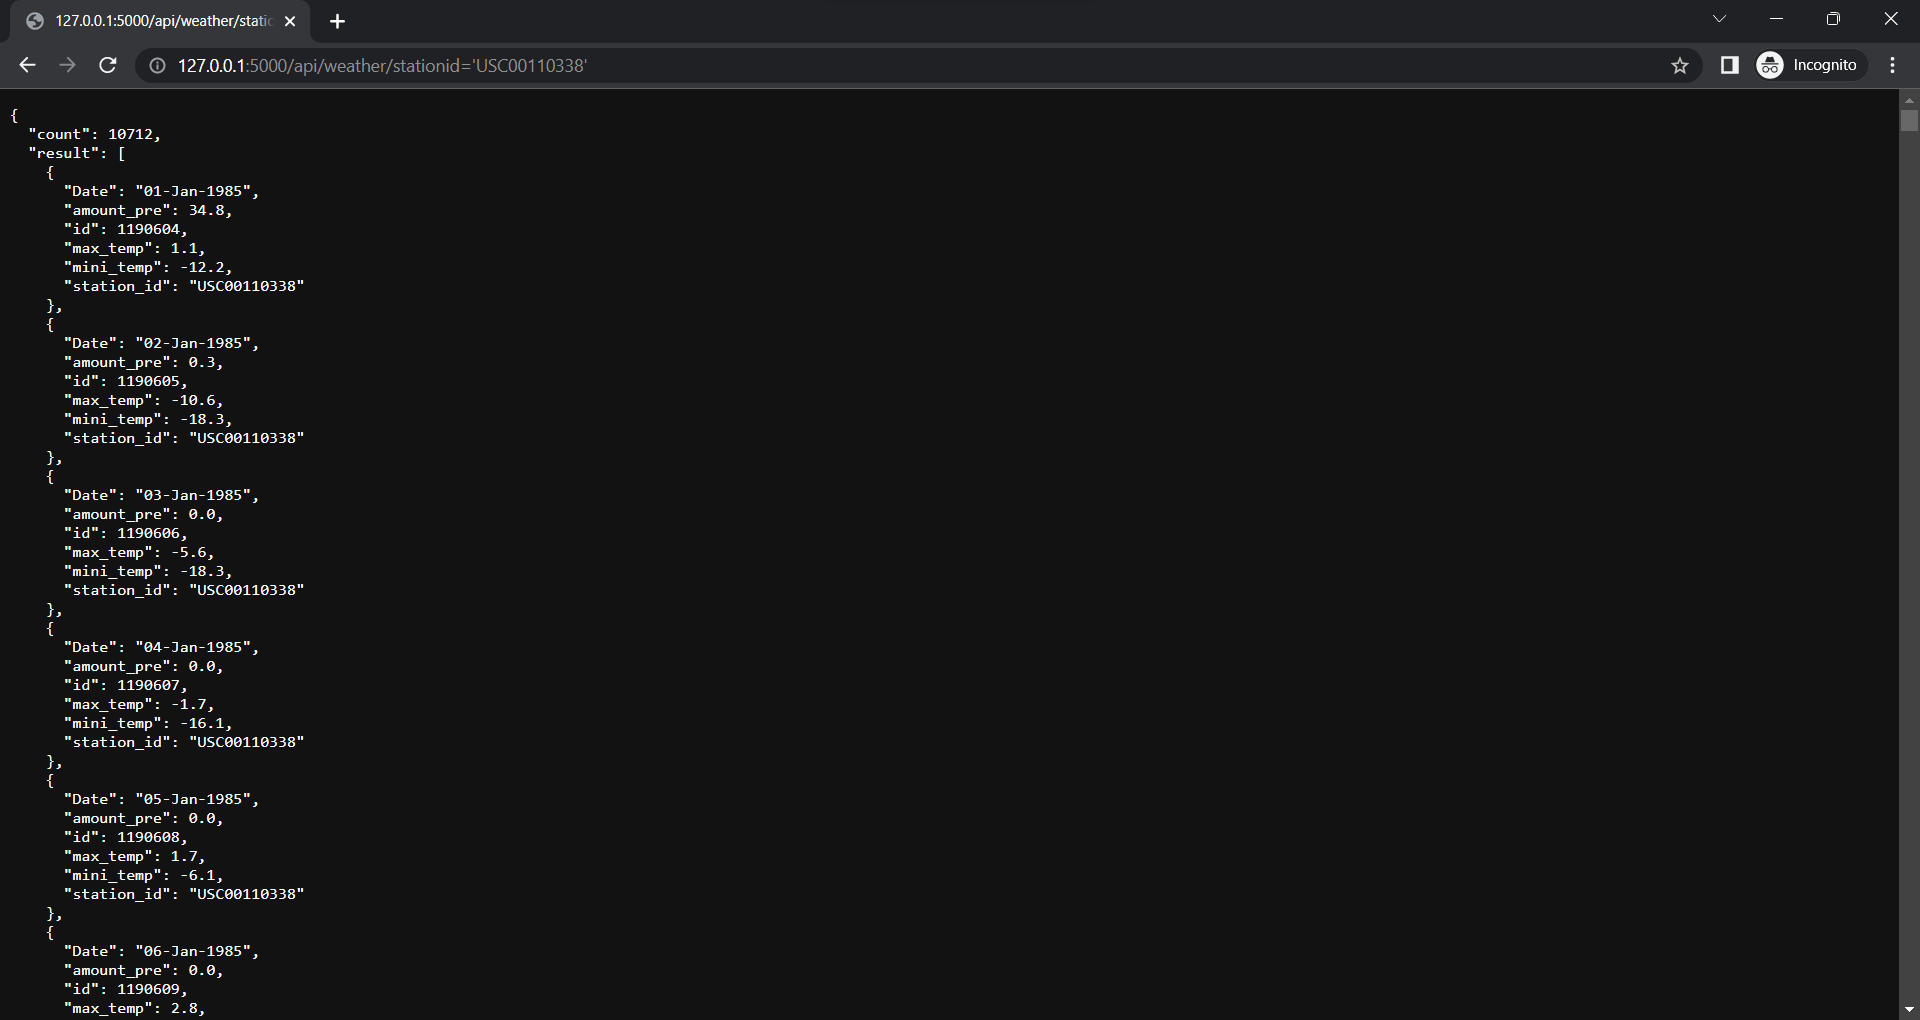 127.0.0.1:5000/api/weather/static
127.0.0.1:5000/api/weather/stationid='USC00110338'
Incognito
{
"count": 10712,
"result": [
{
"Date": "01-Jan-1985",
"amount_pre": 34.8,
"id": 1190604,
"max_temp": 1.1,
"mini_temp": -12.2,
"station_id": "USC00110338"
},
{
"Date": "02-Jan-1985",
"amount_pre": 0.3,
"id": 1190605,
"max_temp": -10.6,
"mini_temp": -18.3,
"station_id": "USC00110338"
},
{
"Date": "03-Jan-1985",
"amount_pre": 0.0,
"id": 1190606,
"max_temp": -5.6,
"mini_temp": -18.3,
"station_id": "USC00110338"
},
{
"Date": "04-Jan-1985",
"amount_pre": 0.0,
"id": 1190607,
"max_temp": -1.7,
"mini_temp": -16.1,
"station_id": "USC00110338"
},
{
"Date": "05-Jan-1985",
"amount_pre": 0.0,
"id": 1190608,
"max_temp": 1.7,
"mini_temp": -6.1,
"station_id": "USC00110338"
},
{
"Date": "06-Jan-1985",
"amount_pre": 0.0,
"id": 1190609,
"max_temp": 2.8,